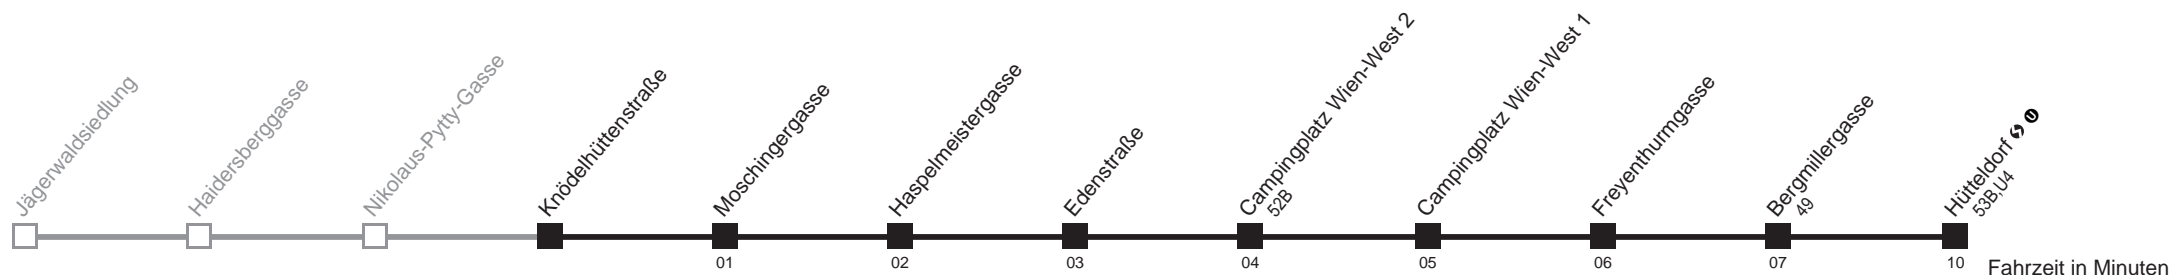 Jägerwaldsiedlung
Haidersberggasse
Nikolaus-Pytty-Gasse
Knödelhüttenstraße
Moschingergasse
Haspelmeistergasse
Edenstraße
Campingplatz Wien-West 2
52B
Campingplatz Wien-West 1
Freyenthurmgasse
Bergmillergasse
49
Hütteldorf S U
53B,U4
01
02
03
04
05
06
07
10
Fahrzeit in Minuten